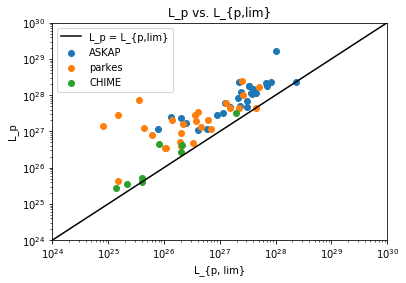 L_p vs. L_{p,lim}
L_p = L_{p,lim}
ASKAP
parkes
CHIME
L_p
10^30
10^29
10^28
10^27
10^26
10^25
10^24
10^24 10^25 10^26 10^27 10^28 10^29 10^30
L_{p, lim}